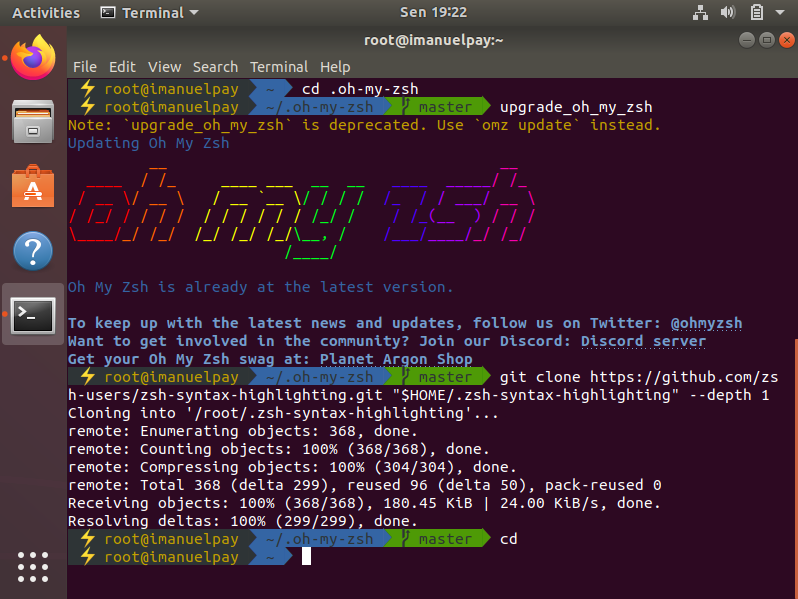 Activities Terminal Sen 19:22
root@imanuelpay:~
File Edit View Search Terminal Help
⚡ root@imanuelpay ~ cd .oh-my-zsh
⚡ root@imanuelpay ~/.oh-my-zsh master upgrade_oh_my_zsh
Note: `upgrade_oh_my_zsh` is deprecated. Use `omz update` instead.
Updating Oh My Zsh
oh my zsh
Oh My Zsh is already at the latest version.
To keep up with the latest news and updates, follow us on Twitter: @ohmyzsh
Want to get involved in the community? Join our Discord: Discord server
Get your Oh My Zsh swag at: Planet Argon Shop
⚡ root@imanuelpay ~/.oh-my-zsh master git clone https://github.com/zs
h-users/zsh-syntax-highlighting.git "$HOME/.zsh-syntax-highlighting" --depth 1
Cloning into '/root/.zsh-syntax-highlighting'...
remote: Enumerating objects: 368, done.
remote: Counting objects: 100% (368/368), done.
remote: Compressing objects: 100% (304/304), done.
remote: Total 368 (delta 299), reused 96 (delta 50), pack-reused 0
Receiving objects: 100% (368/368), 180.45 KiB | 24.00 KiB/s, done.
Resolving deltas: 100% (299/299), done.
⚡ root@imanuelpay ~/.oh-my-zsh master cd
⚡ root@imanuelpay ~